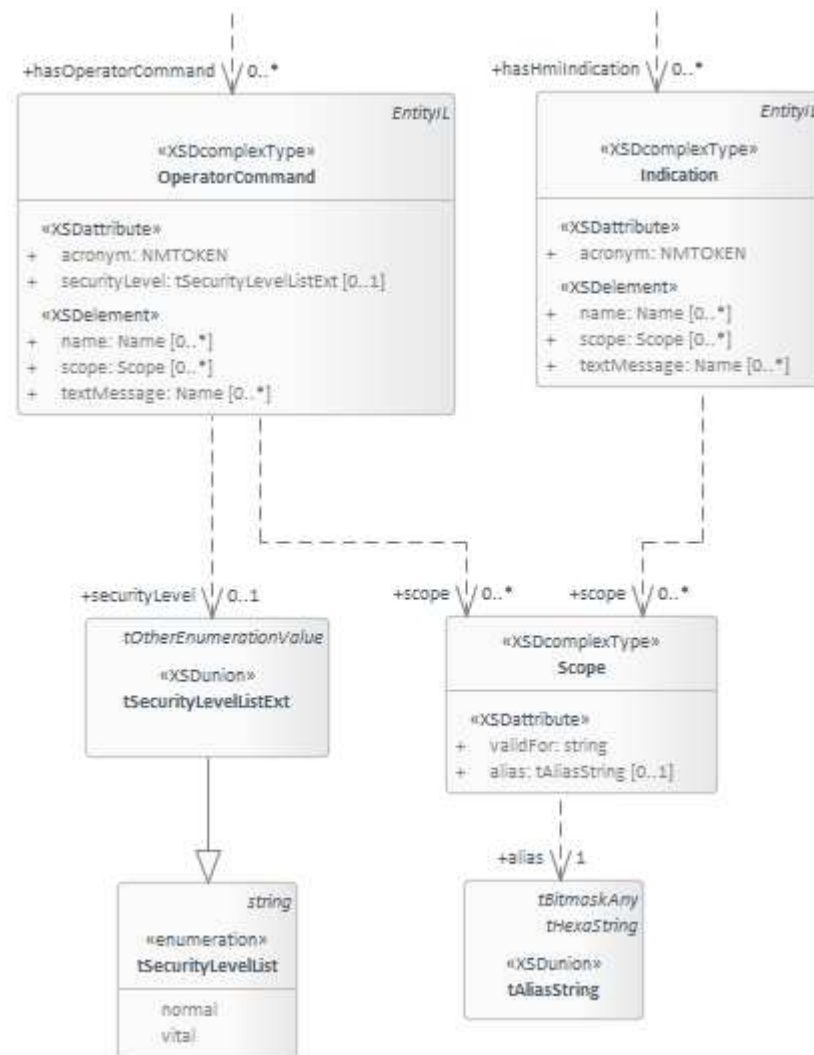 +hasOperatorCommand 0..*
+hasHmiIndication 0..*
EntityIL
«XSDcomplexType»
OperatorCommand
«XSDattribute»
+ acronym: NMTOKEN
+ securityLevel: tSecurityLevelListExt [0..1]
«XSDelement»
+ name: Name [0..*]
+ scope: Scope [0..*]
+ textMessage: Name [0..*]
EntityIL
«XSDcomplexType»
Indication
«XSDattribute»
+ acronym: NMTOKEN
«XSDelement»
+ name: Name [0..*]
+ scope: Scope [0..*]
+ textMessage: Name [0..*]
+securityLevel 0..1
+scope 0..*
+scope 0..*
tOtherEnumerationValue
«XSDunion»
tSecurityLevelListExt
«XSDcomplexType»
Scope
«XSDattribute»
+ validFor: string
+ alias: tAliasString [0..1]
+alias 1
string
«enumeration»
tSecurityLevelList
normal
vital
tBitmaskAny
tHexaString
«XSDunion»
tAliasString